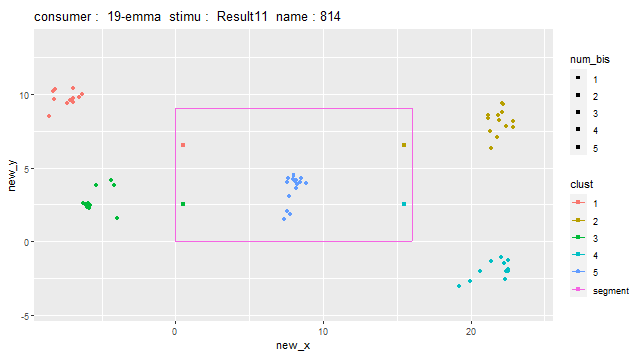 consumer : 19-emma stimu : Result11 name : 814
new_y
10
5
0
-5
0
10
20
new_x
num_bis
1
2
3
4
5
clust
1
2
3
4
5
segment